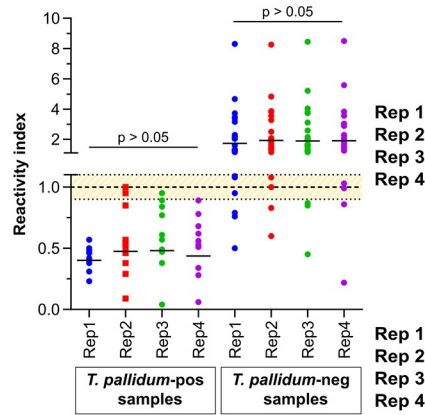 p > 0.05
10
8
6
4
2
p > 0.05
1.0
0.5
0.0
Reactivity index
Rep 1
Rep 2
Rep 3
Rep 4
Rep1
Rep2
Rep3
Rep4
Rep1
Rep2
Rep3
Rep4
T. pallidum-pos
samples
T. pallidum-neg
samples
Rep 1
Rep 2
Rep 3
Rep 4